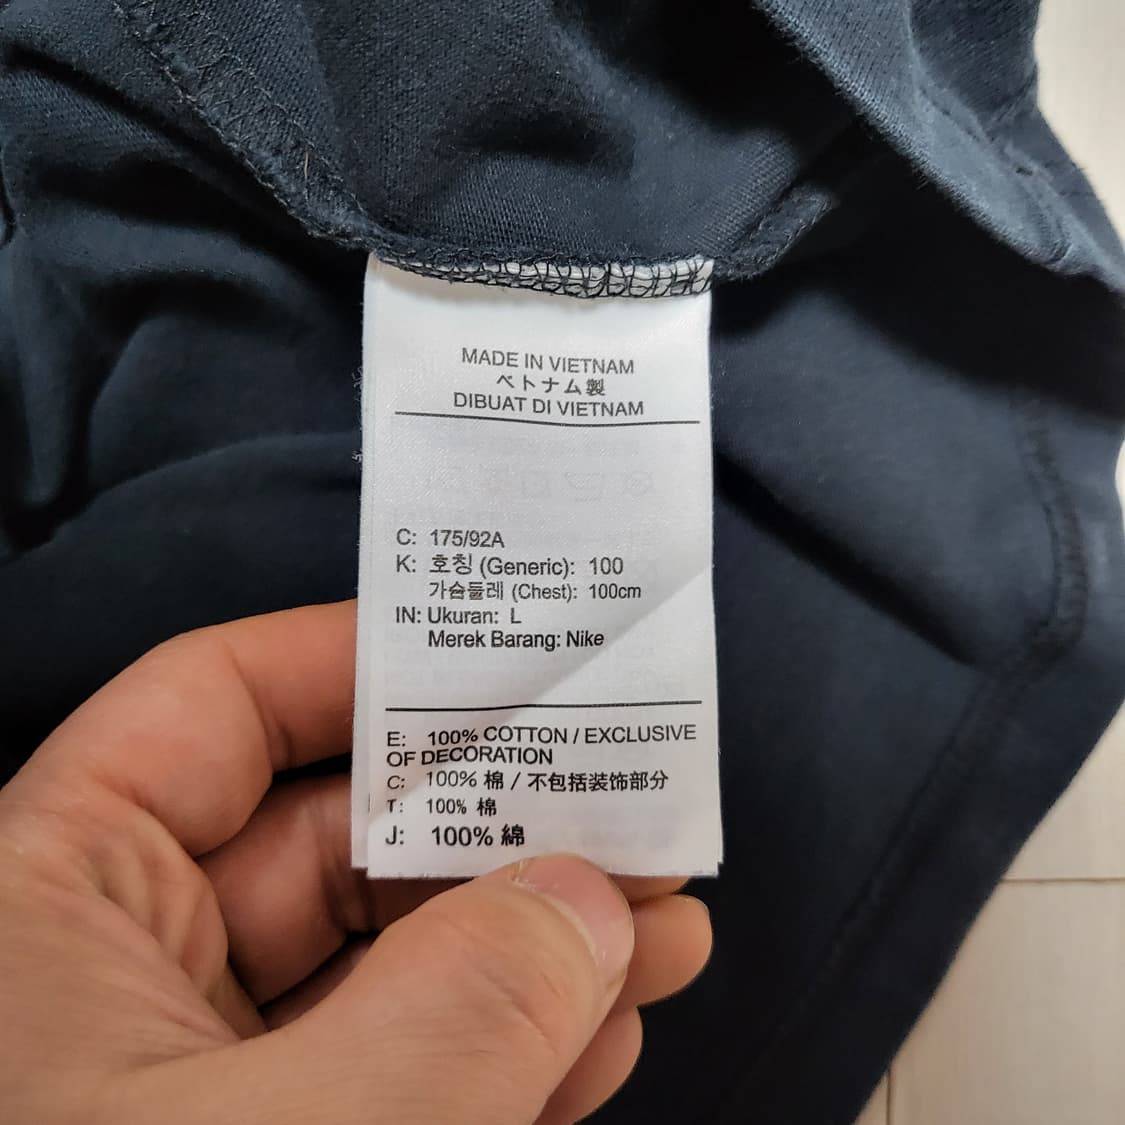 MADE IN VIETNAM
ベトナム製
DIBUAT DI VIETNAM
C: 175/92A
K: 호칭 (Generic): 100
가슴둘레 (Chest): 100cm
IN: Ukuran: L
Merek Barang: Nike
E: 100% COTTON / EXCLUSIVE
OF DECORATION
C: 100% 棉 / 不包括装饰部分
T: 100% 棉
J: 100% 綿